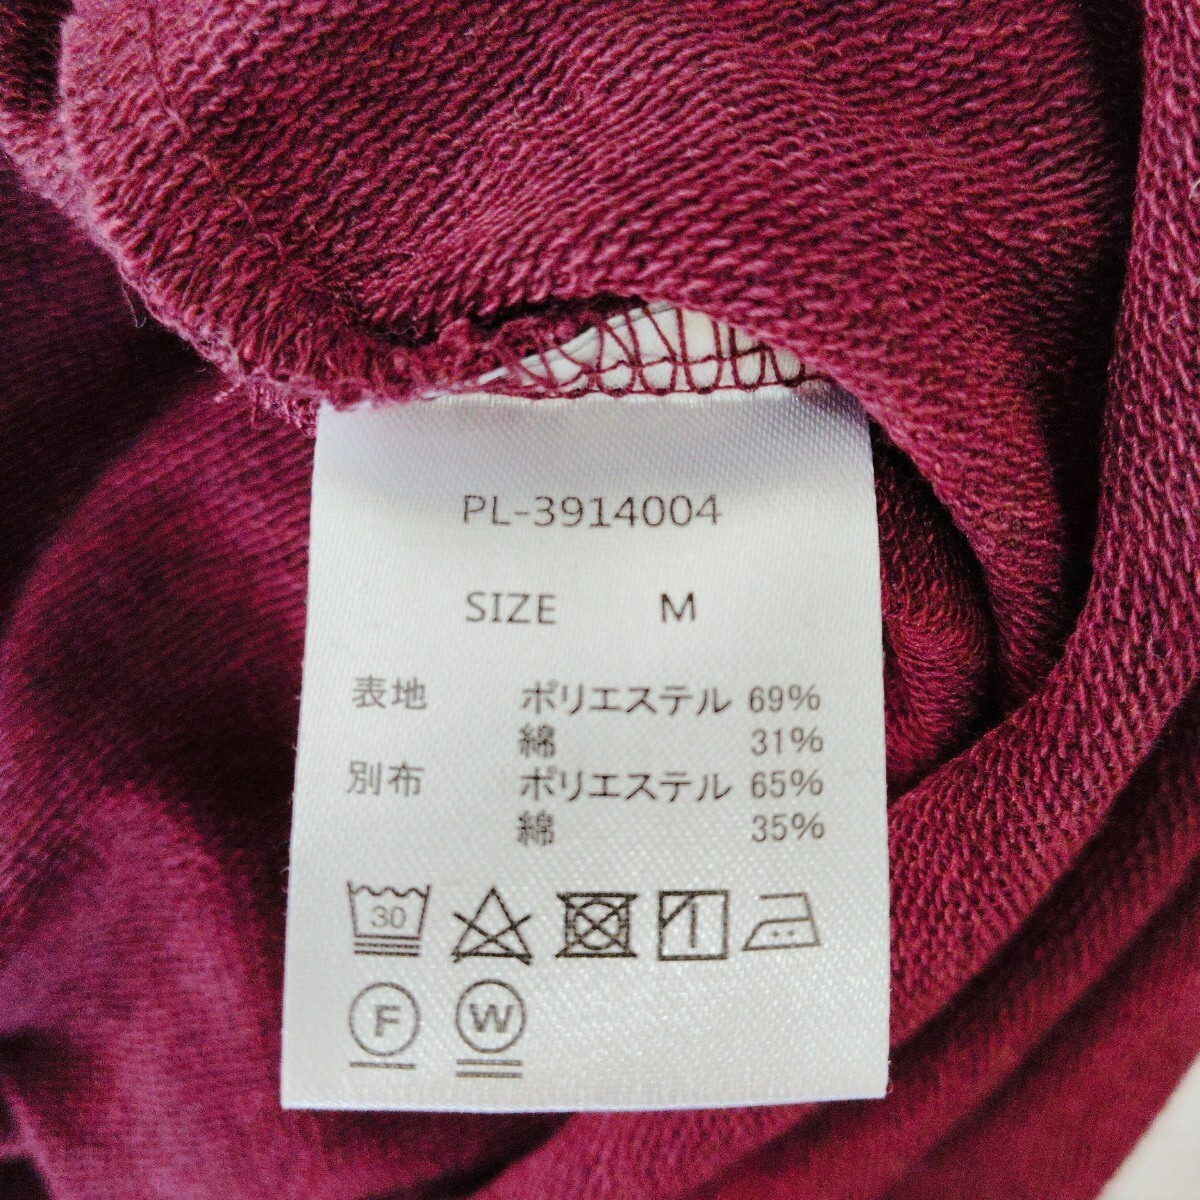 PL-3914004
SIZE M
表地 ポリエステル 69%
綿 31%
別布 ポリエステル 65%
綿 35%
30
F W